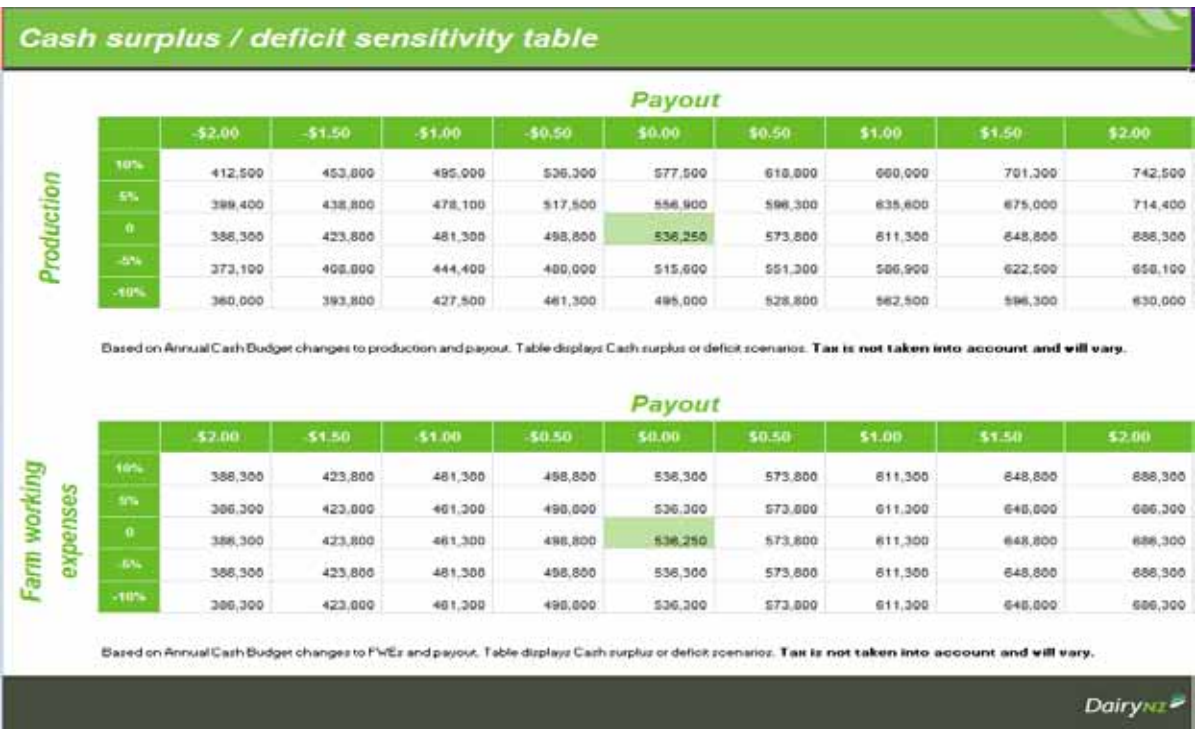 Cash surplus / deficit sensitivity table
Payout
-$2.00 -$1.50 -$1.00 -$0.50 $0.00 $0.50 $1.00 $1.50 $2.00
Production
10% 412,500 453,800 495,000 536,300 577,500 618,800 660,000 701,300 742,500
5% 399,400 438,800 478,100 517,500 556,900 596,300 635,600 675,000 714,400
0 386,300 423,800 461,300 498,800 536,250 573,800 611,300 648,800 686,300
-5% 373,100 408,800 444,400 480,000 515,600 551,300 586,900 622,500 658,100
-10% 360,000 393,800 427,500 461,300 495,000 528,800 562,500 596,300 630,000
Based on Annual Cash Budget changes to production and payout. Table displays Cash surplus or deficit scenarios. Tax is not taken into account and will vary.
Payout
-$2.00 -$1.50 -$1.00 -$0.50 $0.00 $0.50 $1.00 $1.50 $2.00
Farm working
expenses
10% 386,300 423,800 461,300 498,800 536,300 573,800 611,300 648,800 686,300
5% 386,300 423,800 461,300 498,800 536,300 573,800 611,300 648,800 686,300
0 386,300 423,800 461,300 498,800 536,250 573,800 611,300 648,800 686,300
-5% 386,300 423,800 461,300 498,800 536,300 573,800 611,300 648,800 686,300
-10% 386,300 423,800 461,300 498,800 536,300 573,800 611,300 648,800 686,300
Based on Annual Cash Budget changes to FWEs and payout. Table displays Cash surplus or deficit scenarios. Tax is not taken into account and will vary.
DairyNZ